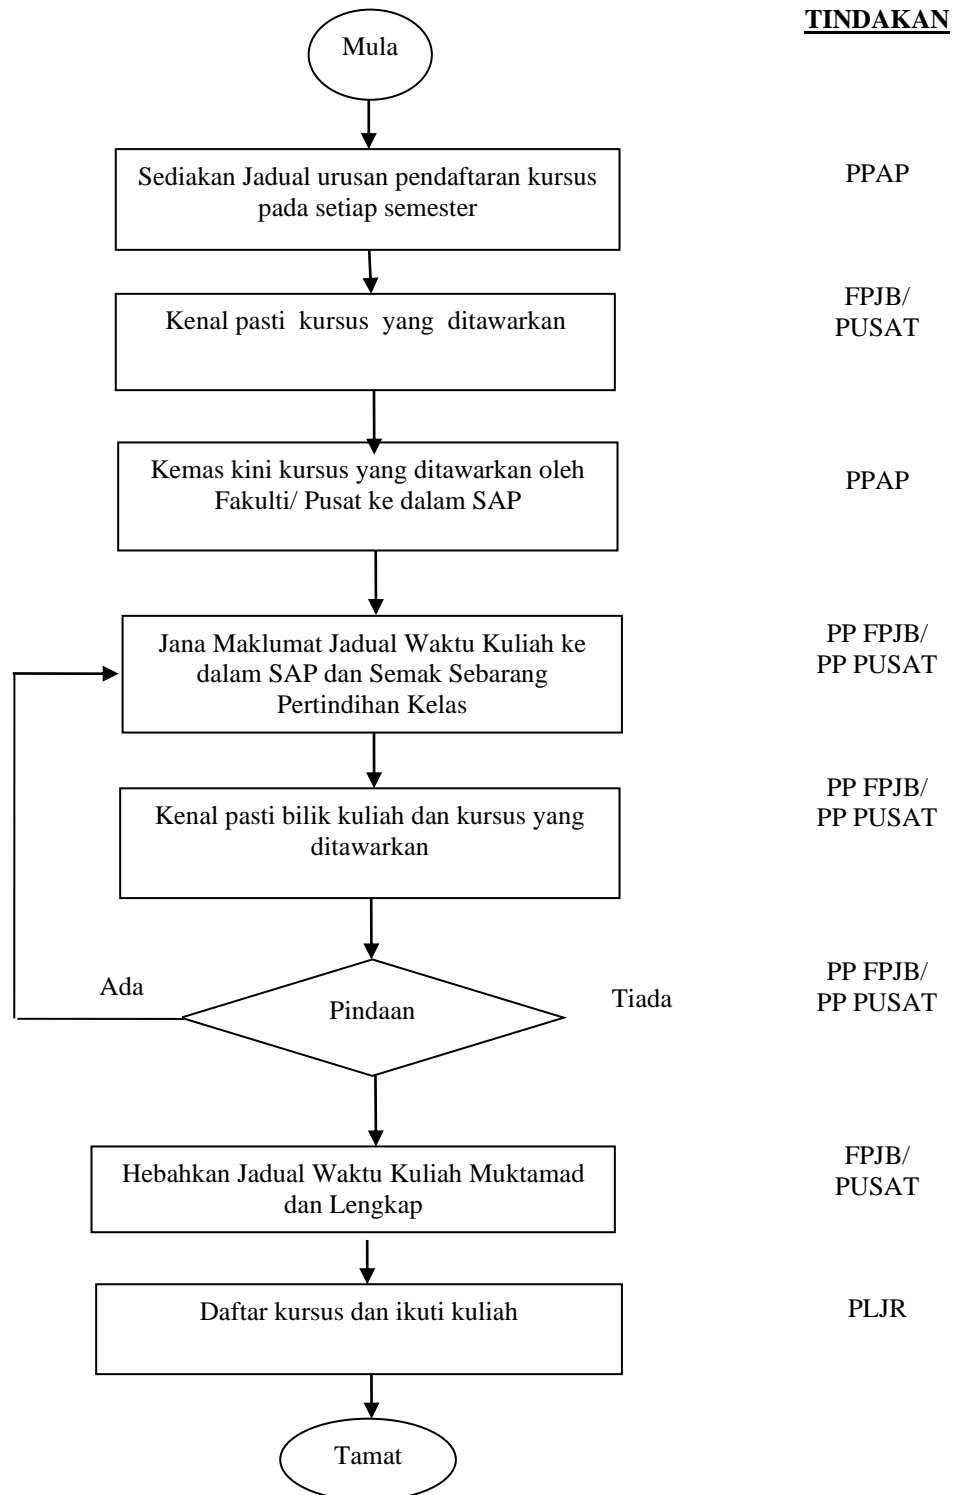 TINDAKAN
Mula
Sediakan Jadual urusan pendaftaran kursus
pada setiap semester
PPAP
Kenal pasti kursus yang ditawarkan
FPJB/
PUSAT
Kemas kini kursus yang ditawarkan oleh
Fakulti/ Pusat ke dalam SAP
PPAP
Jana Maklumat Jadual Waktu Kuliah ke
dalam SAP dan Semak Sebarang
Pertindihan Kelas
PP FPJB/
PP PUSAT
Kenal pasti bilik kuliah dan kursus yang
ditawarkan
PP FPJB/
PP PUSAT
Ada
Pindaan
Tiada
PP FPJB/
PP PUSAT
Hebahkan Jadual Waktu Kuliah Muktamad
dan Lengkap
FPJB/
PUSAT
Daftar kursus dan ikuti kuliah
PLJR
Tamat